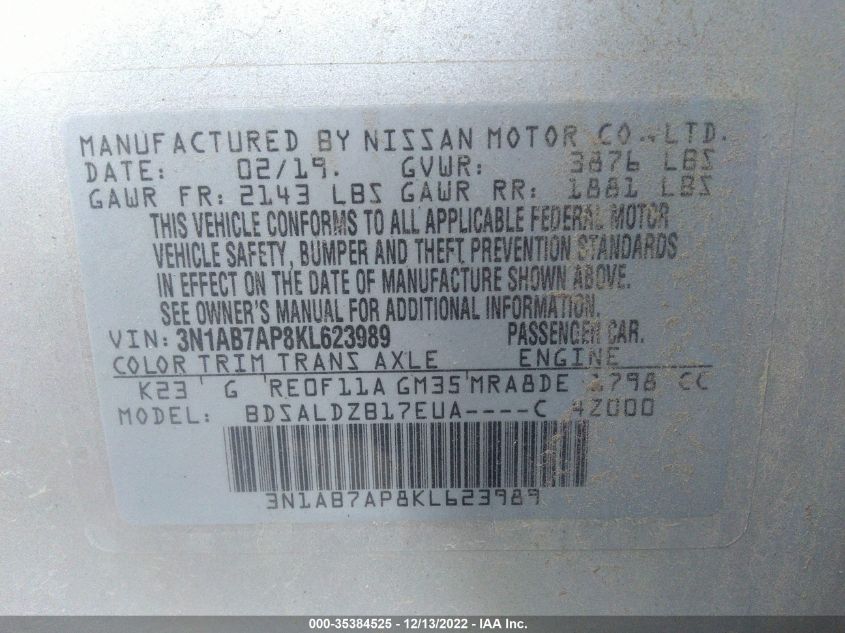 MANUFACTURED BY NISSAN MOTOR CO.,LTD.
DATE: 02/19. GVWR: 3876 LBS
GAWR FR: 2143 LBS GAWR RR: 1881 LBS
THIS VEHICLE CONFORMS TO ALL APPLICABLE FEDERAL MOTOR
VEHICLE SAFETY, BUMPER AND THEFT PREVENTION STANDARDS
IN EFFECT ON THE DATE OF MANUFACTURE SHOWN ABOVE.
SEE OWNER'S MANUAL FOR ADDITIONAL INFORMATION.
VIN: 3N1AB7AP8KL623989 PASSENGER CAR.
COLOR TRIM TRANS AXLE ENGINE
K23 G RE0F11A GM35 MRA8DE 1798 CC
MODEL: BDSALDZB17EUA----C 4Z000
3N1AB7AP8KL623989
000-35384525 - 12/13/2022 - IAA Inc.